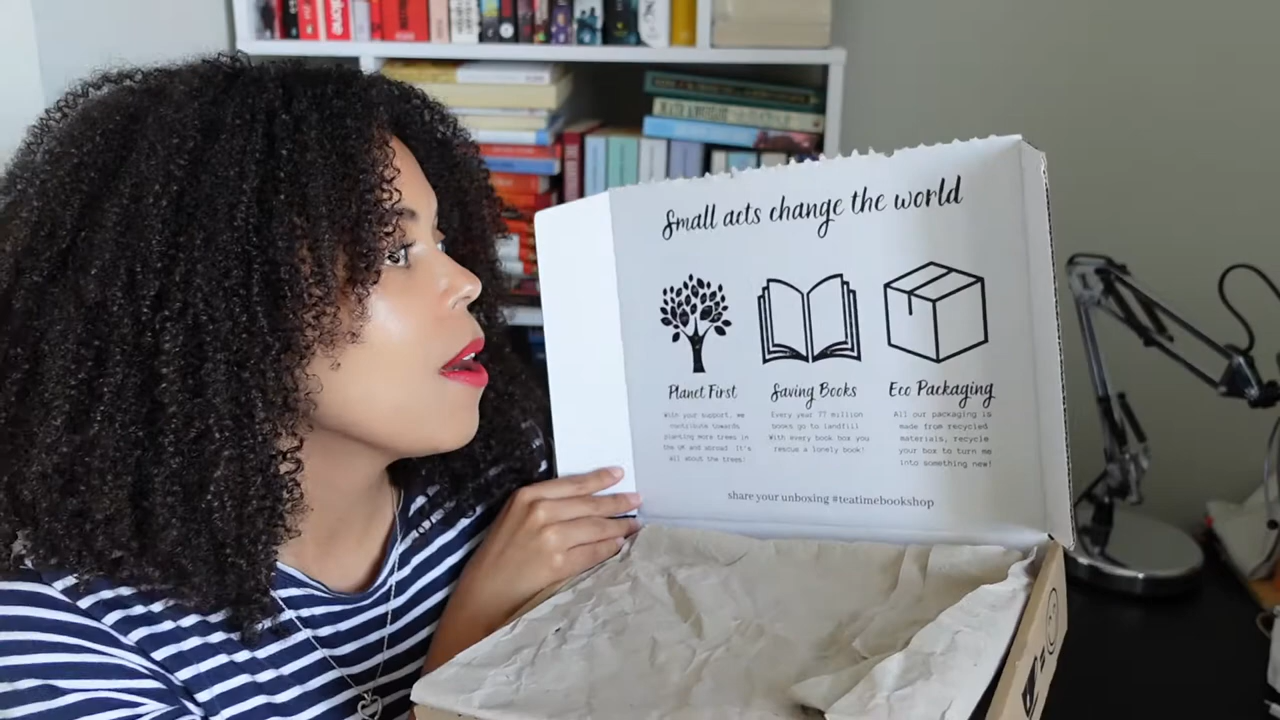 Small acts change the world
Planet First
With your support, we
contribute towards
planting more trees in
the UK and abroad. It's
all about the trees!
Saving Books
Every year 77 million
books go to landfill
With every book box you
rescue a lonely book!
Eco Packaging
All our packaging is
made from recycled
materials, recycle
your box to turn me
into something new!
share your unboxing #teatimebookshop